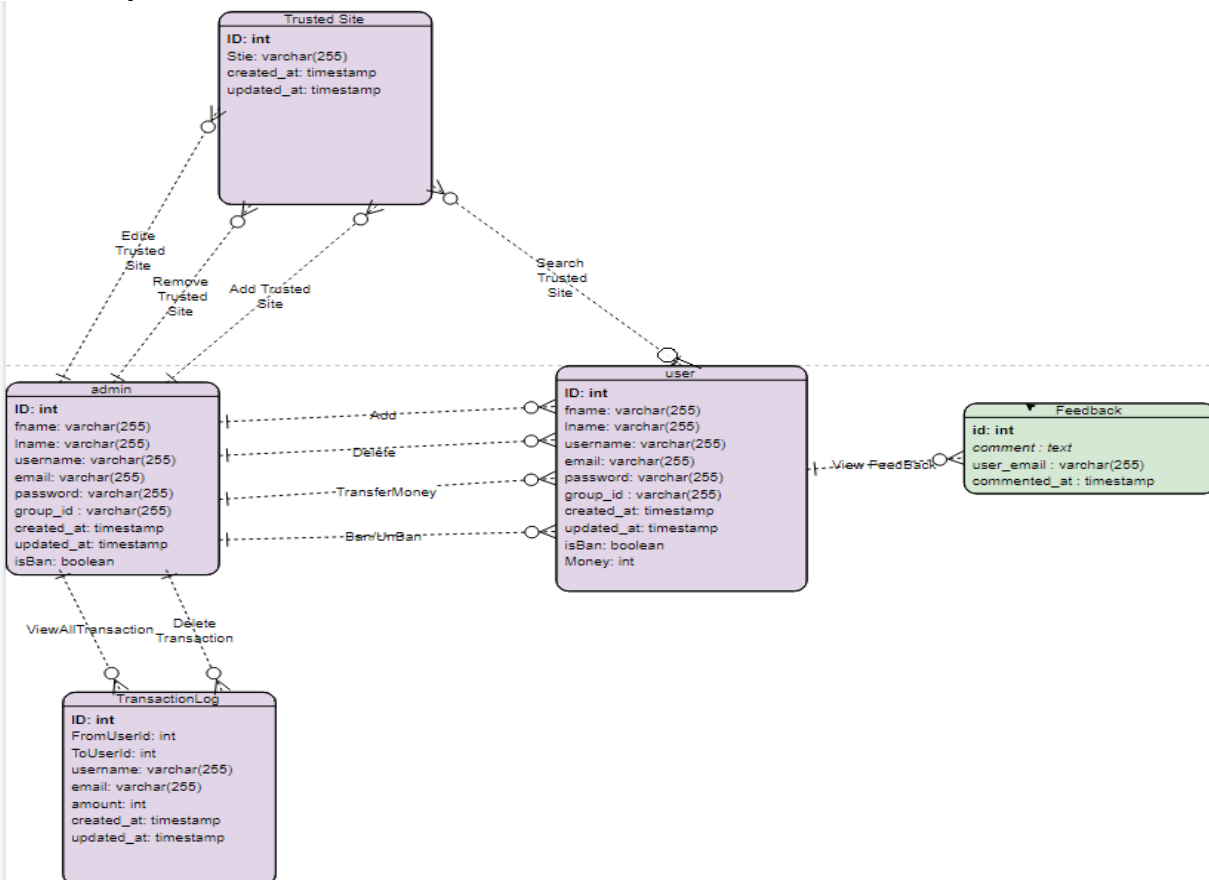 Trusted Site
ID: int
Stie: varchar(255)
created_at: timestamp
updated_at: timestamp
Edite
Trusted
Site
Remove
Trusted
Site
Add Trusted
Site
Search
Trusted
Site
admin
ID: int
fname: varchar(255)
lname: varchar(255)
username: varchar(255)
email: varchar(255)
password: varchar(255)
group_id : varchar(255)
created_at: timestamp
updated_at: timestamp
isBan: boolean
Add
Delete
TransferMoney
Bsn/UnBan
user
ID: int
fname: varchar(255)
lname: varchar(255)
username: varchar(255)
email: varchar(255)
password: varchar(255)
group_id: varchar(255)
created_at: timestamp
updated_at: timestamp
isBan: boolean
Money: int
View FeedBack
Feedback
id: int
comment : text
user_email : varchar(255)
commented_at : timestamp
ViewAllTransaction
Delete
Transaction
TransactionLog
ID: int
FromUserId: int
ToUserId: int
username: varchar(255)
email: varchar(255)
amount: int
created_at: timestamp
updated_at: timestamp